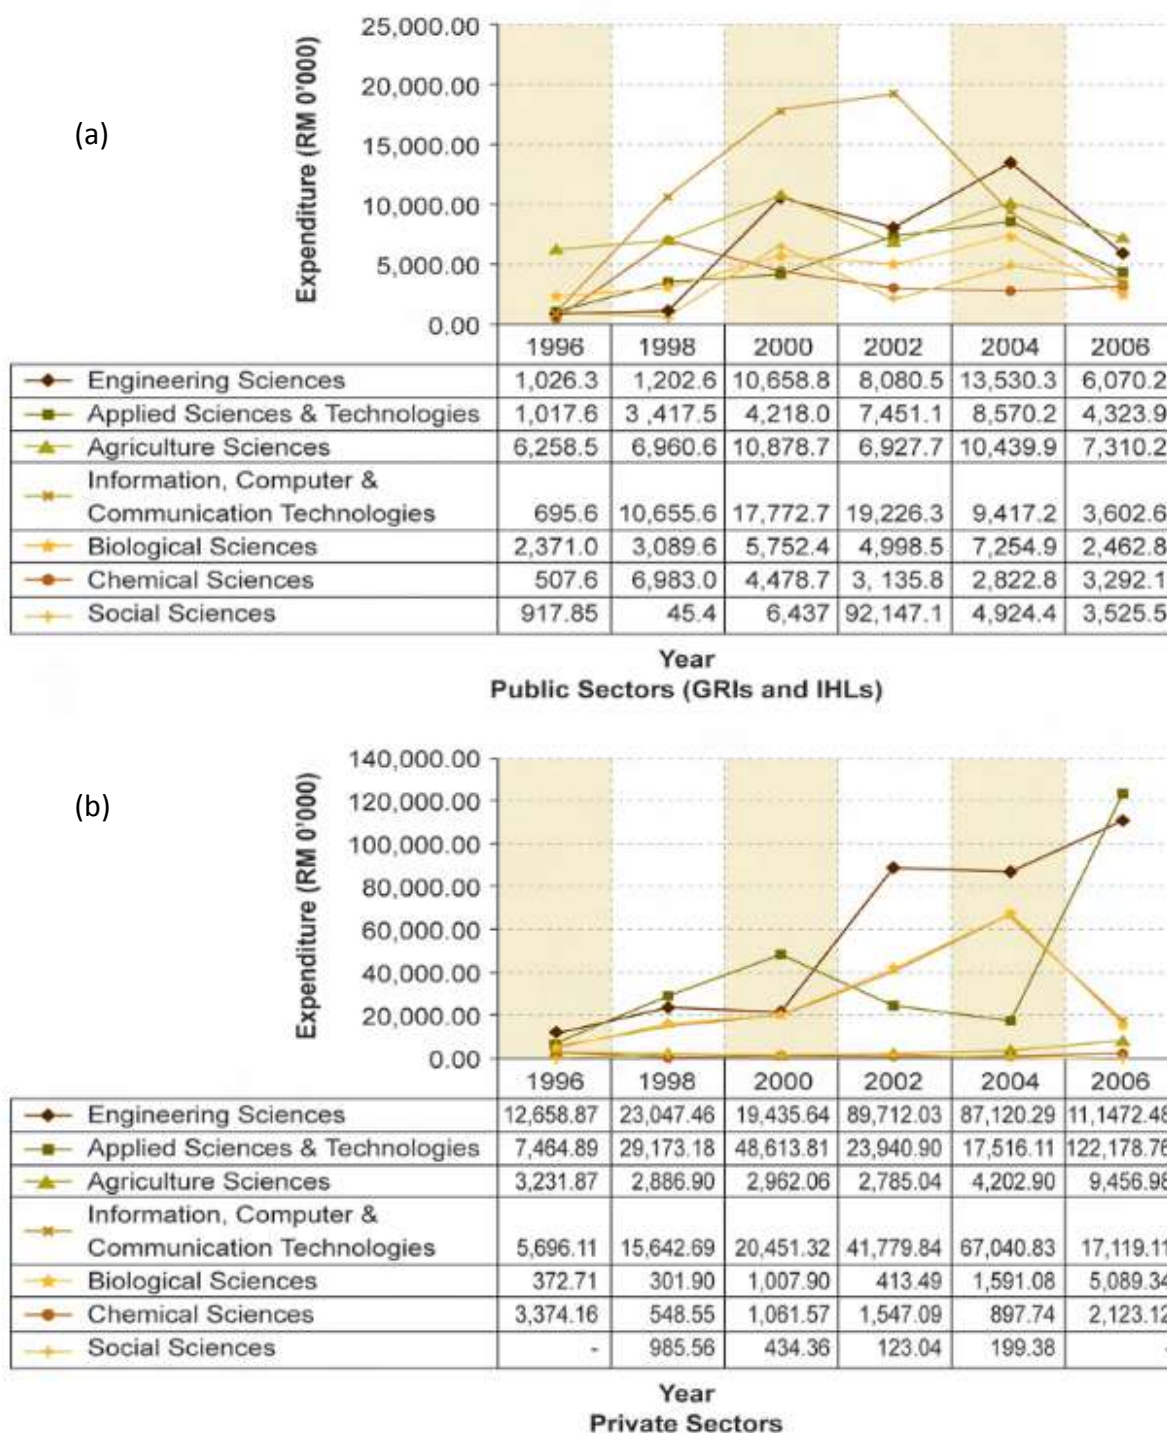 (a)
Expenditure (RM 0'000)
25,000.00
20,000.00
15,000.00
10,000.00
5,000.00
0.00
1996 1998 2000 2002 2004 2006
Engineering Sciences 1,026.3 1,202.6 10,658.8 8,080.5 13,530.3 6,070.2
Applied Sciences & Technologies 1,017.6 3 ,417.5 4,218.0 7,451.1 8,570.2 4,323.9
Agriculture Sciences 6,258.5 6,960.6 10,878.7 6,927.7 10,439.9 7,310.2
Information, Computer &
Communication Technologies 695.6 10,655.6 17,772.7 19,226.3 9,417.2 3,602.6
Biological Sciences 2,371.0 3,089.6 5,752.4 4,998.5 7,254.9 2,462.8
Chemical Sciences 507.6 6,983.0 4,478.7 3, 135.8 2,822.8 3,292.1
Social Sciences 917.85 45.4 6,437 92,147.1 4,924.4 3,525.5
Year
Public Sectors (GRIs and IHLs)
(b)
Expenditure (RM 0'000)
140,000.00
120,000.00
100,000.00
80,000.00
60,000.00
40,000.00
20,000.00
0.00
1996 1998 2000 2002 2004 2006
Engineering Sciences 12,658.87 23,047.46 19,435.64 89,712.03 87,120.29 11,1472.48
Applied Sciences & Technologies 7,464.89 29,173.18 48,613.81 23,940.90 17,516.11 122,178.76
Agriculture Sciences 3,231.87 2,886.90 2,962.06 2,785.04 4,202.90 9,456.98
Information, Computer &
Communication Technologies 5,696.11 15,642.69 20,451.32 41,779.84 67,040.83 17,119.11
Biological Sciences 372.71 301.90 1,007.90 413.49 1,591.08 5,089.34
Chemical Sciences 3,374.16 548.55 1,061.57 1,547.09 897.74 2,123.12
Social Sciences - 985.56 434.36 123.04 199.38 -
Year
Private Sectors